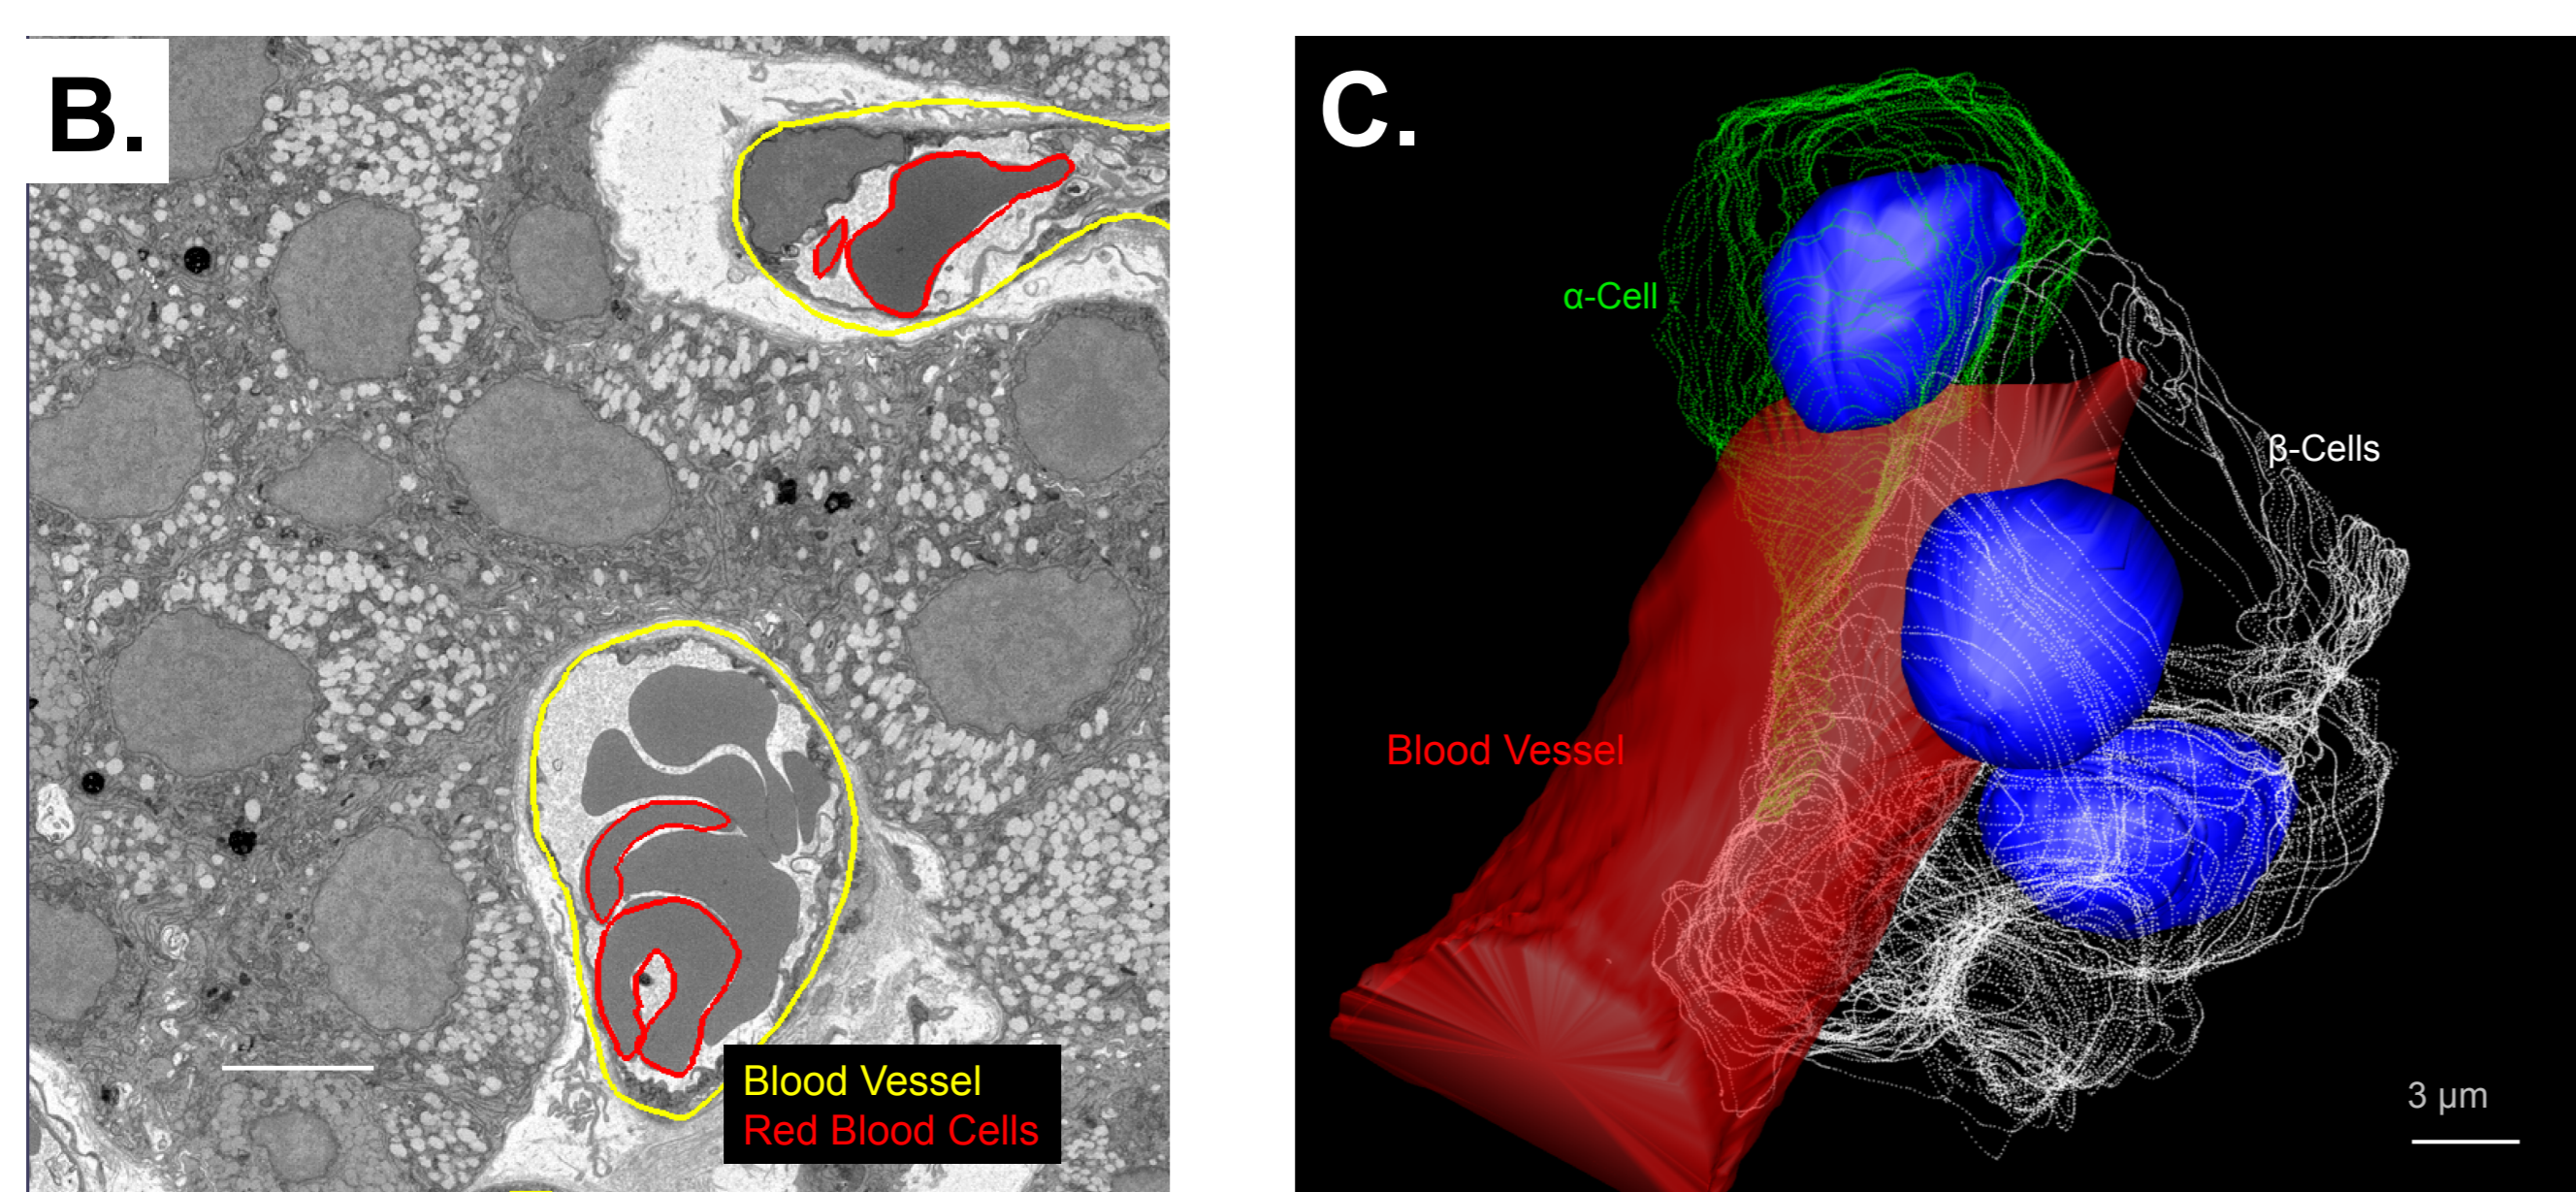 B.
Blood Vessel
Red Blood Cells
C.
α-Cell
β-Cells
Blood Vessel
3 µm